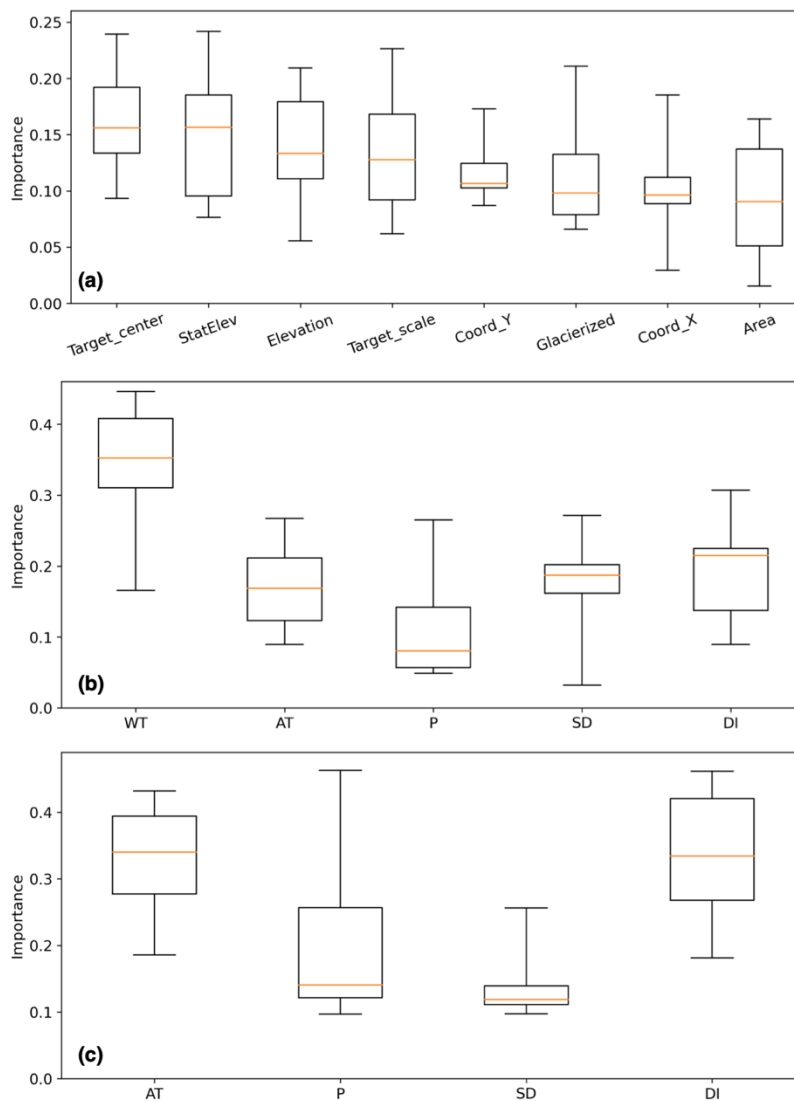 0.25
0.20
0.15
0.10
0.05
0.00
Importance
(a)
Target_center StatElev Elevation Target_scale Coord_Y Glacierized Coord_X Area
0.4
0.3
0.2
0.1
0.0
Importance
(b)
WT AT P SD DI
0.4
0.3
0.2
0.1
0.0
Importance
(c)
AT P SD DI